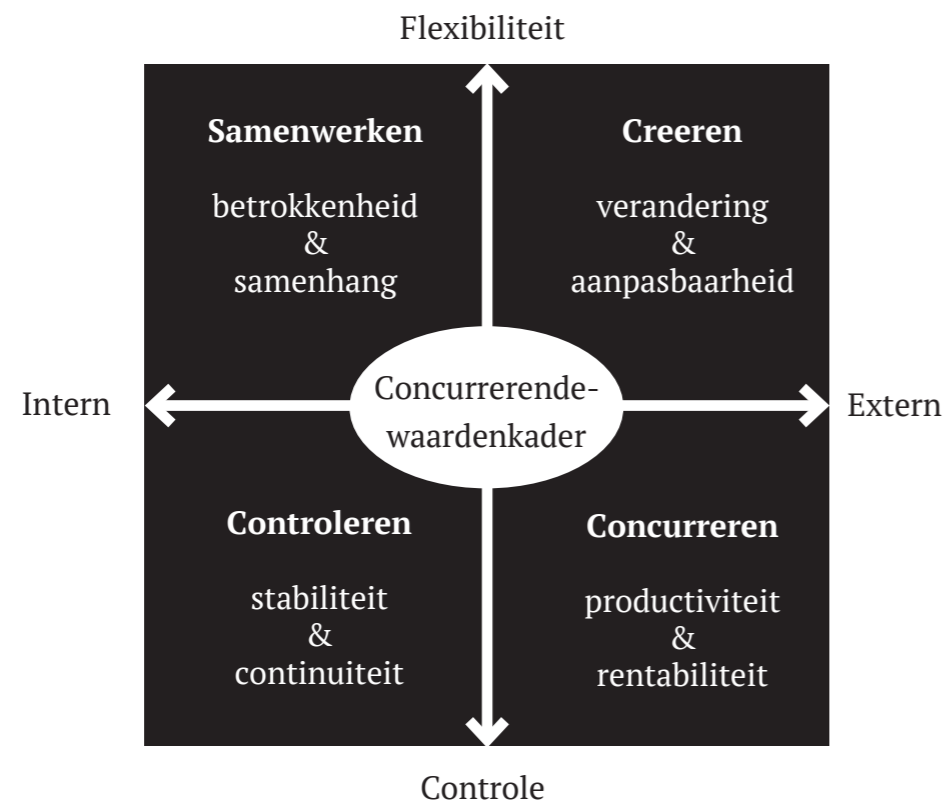 Flexibiliteit
Samenwerken
betrokkenheid
&
samenhang
Creeren
verandering
&
aanpasbaarheid
Intern
Concurrerende-
waardenkader
Extern
Controleren
stabiliteit
&
continuiteit
Concurreren
productiviteit
&
rentabiliteit
Controle